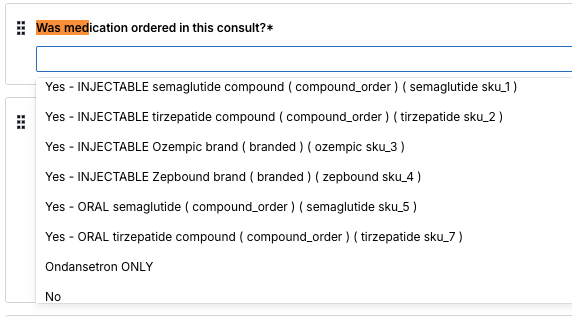 Was medication ordered in this consult?*
Yes - INJECTABLE semaglutide compound ( compound_order ) ( semaglutide sku_1 )
Yes - INJECTABLE tirzepatide compound ( compound_order ) ( tirzepatide sku_2 )
Yes - INJECTABLE Ozempic brand ( branded ) ( ozempic sku_3 )
Yes - INJECTABLE Zepbound brand ( branded ) ( zepbound sku_4 )
Yes - ORAL semaglutide ( compound_order ) ( semaglutide sku_5 )
Yes - ORAL tirzepatide compound ( compound_order ) ( tirzepatide sku_7 )
Ondansetron ONLY
No